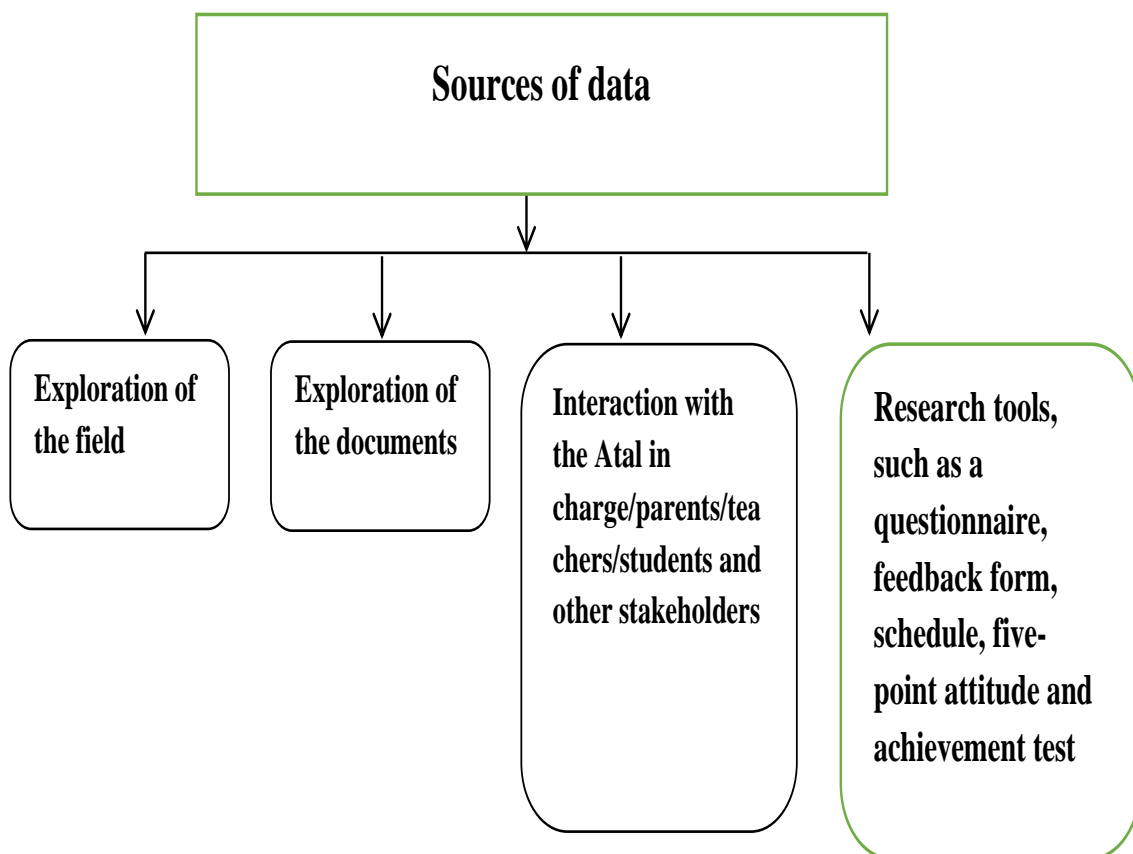 Sources of data
Exploration of
the field
Exploration of
the documents
Interaction with
the Atal in
charge/parents/tea
chers/students and
other stakeholders
Research tools,
such as a
questionnaire,
feedback form,
schedule, five-
point attitude and
achievement test